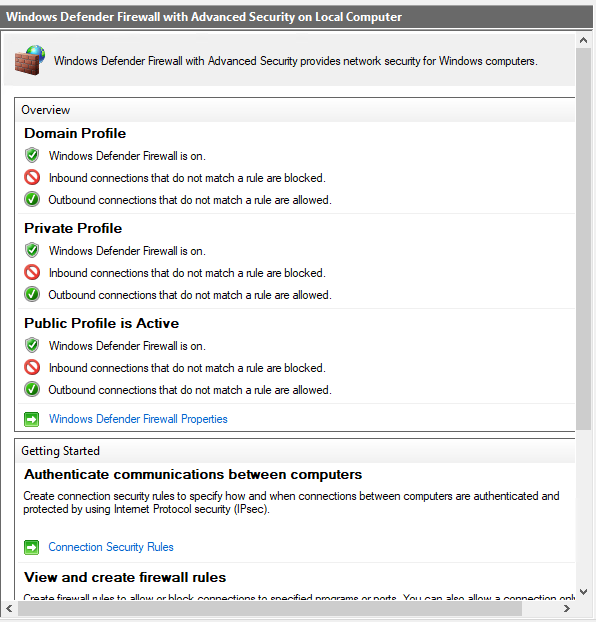 Windows Defender Firewall with Advanced Security on Local Computer
Windows Defender Firewall with Advanced Security provides network security for Windows computers.
Overview
Domain Profile
Windows Defender Firewall is on.
Inbound connections that do not match a rule are blocked.
Outbound connections that do not match a rule are allowed.
Private Profile
Windows Defender Firewall is on.
Inbound connections that do not match a rule are blocked.
Outbound connections that do not match a rule are allowed.
Public Profile is Active
Windows Defender Firewall is on.
Inbound connections that do not match a rule are blocked.
Outbound connections that do not match a rule are allowed.
Windows Defender Firewall Properties
Getting Started
Authenticate communications between computers
Create connection security rules to specify how and when connections between computers are authenticated and
protected by using Internet Protocol security (IPsec).
Connection Security Rules
View and create firewall rules
Create firewall rules to allow or block connections to specified programs or ports. You can also allow a connection only